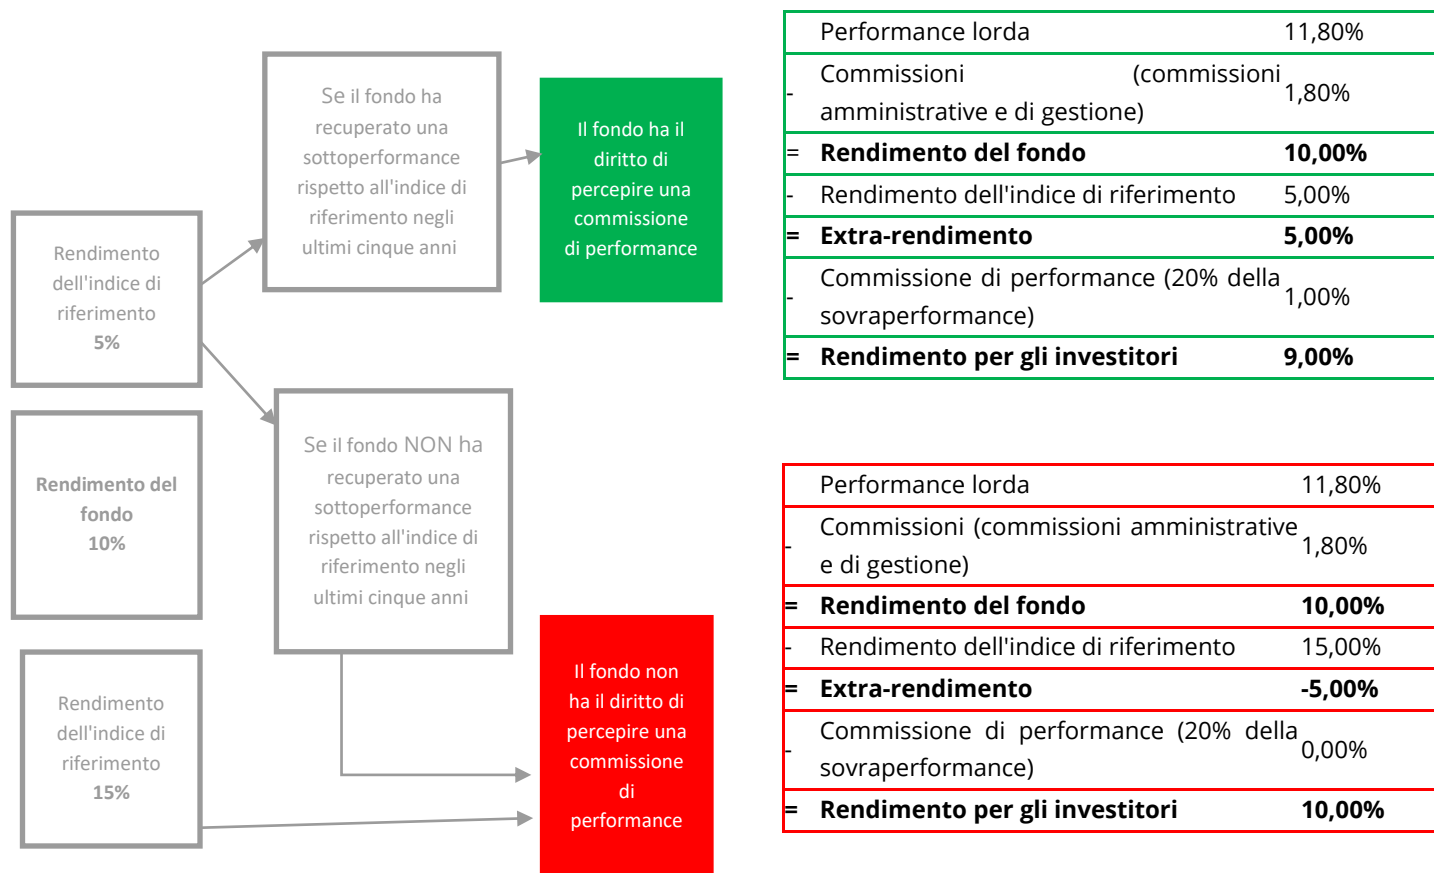 Rendimento
dell'indice di
riferimento
5%
Rendimento del
fondo
10%
Rendimento
dell'indice di
riferimento
15%
Se il fondo ha
recuperato una
sottoperformance
rispetto all'indice di
riferimento negli
ultimi cinque anni
Se il fondo NON ha
recuperato una
sottoperformance
rispetto all'indice di
riferimento negli
ultimi cinque anni
Il fondo ha il
diritto di
percepire una
commissione
di performance
Il fondo non
ha il diritto di
percepire una
commissione
di
performance
Performance lorda 11,80%
- Commissioni (commissioni
amministrative e di gestione) 1,80%
= Rendimento del fondo 10,00%
- Rendimento dell'indice di riferimento 5,00%
= Extra-rendimento 5,00%
- Commissione di performance (20% della
sovraperformance) 1,00%
= Rendimento per gli investitori 9,00%
Performance lorda 11,80%
- Commissioni (commissioni amministrative
e di gestione) 1,80%
= Rendimento del fondo 10,00%
- Rendimento dell'indice di riferimento 15,00%
= Extra-rendimento -5,00%
- Commissione di performance (20% della
sovraperformance) 0,00%
= Rendimento per gli investitori 10,00%